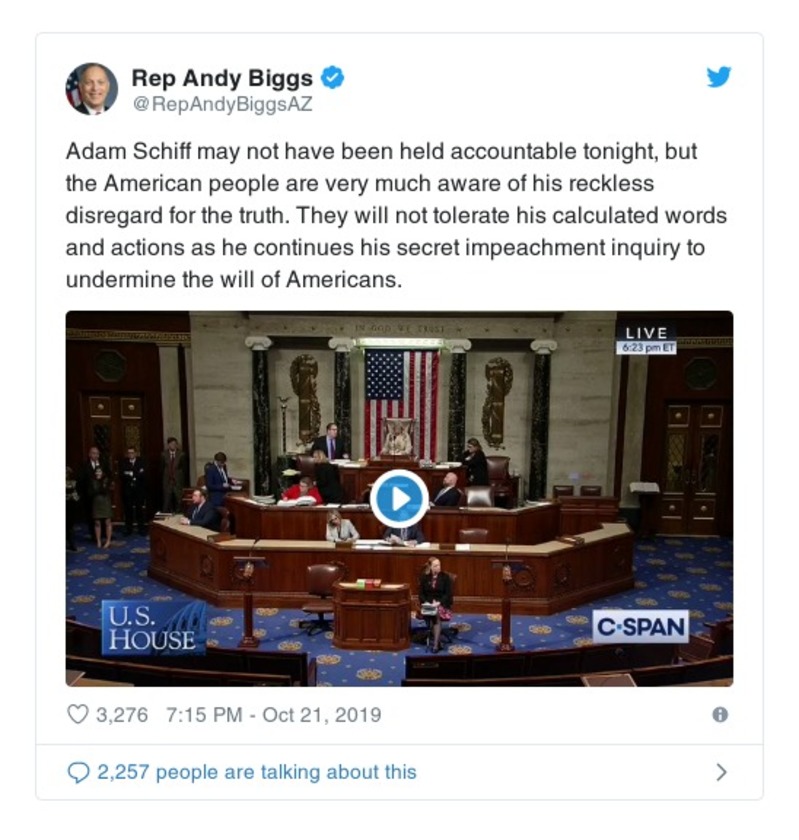 Rep Andy Biggs
@RepAndyBiggsAZ
Adam Schiff may not have been held accountable tonight, but
the American people are very much aware of his reckless
disregard for the truth. They will not tolerate his calculated words
and actions as he continues his secret impeachment inquiry to
undermine the will of Americans.
IN GOD WE TRUST
LIVE
6:23 pm ET
U.S.
HOUSE
C-SPAN
3,276 7:15 PM - Oct 21, 2019
2,257 people are talking about this